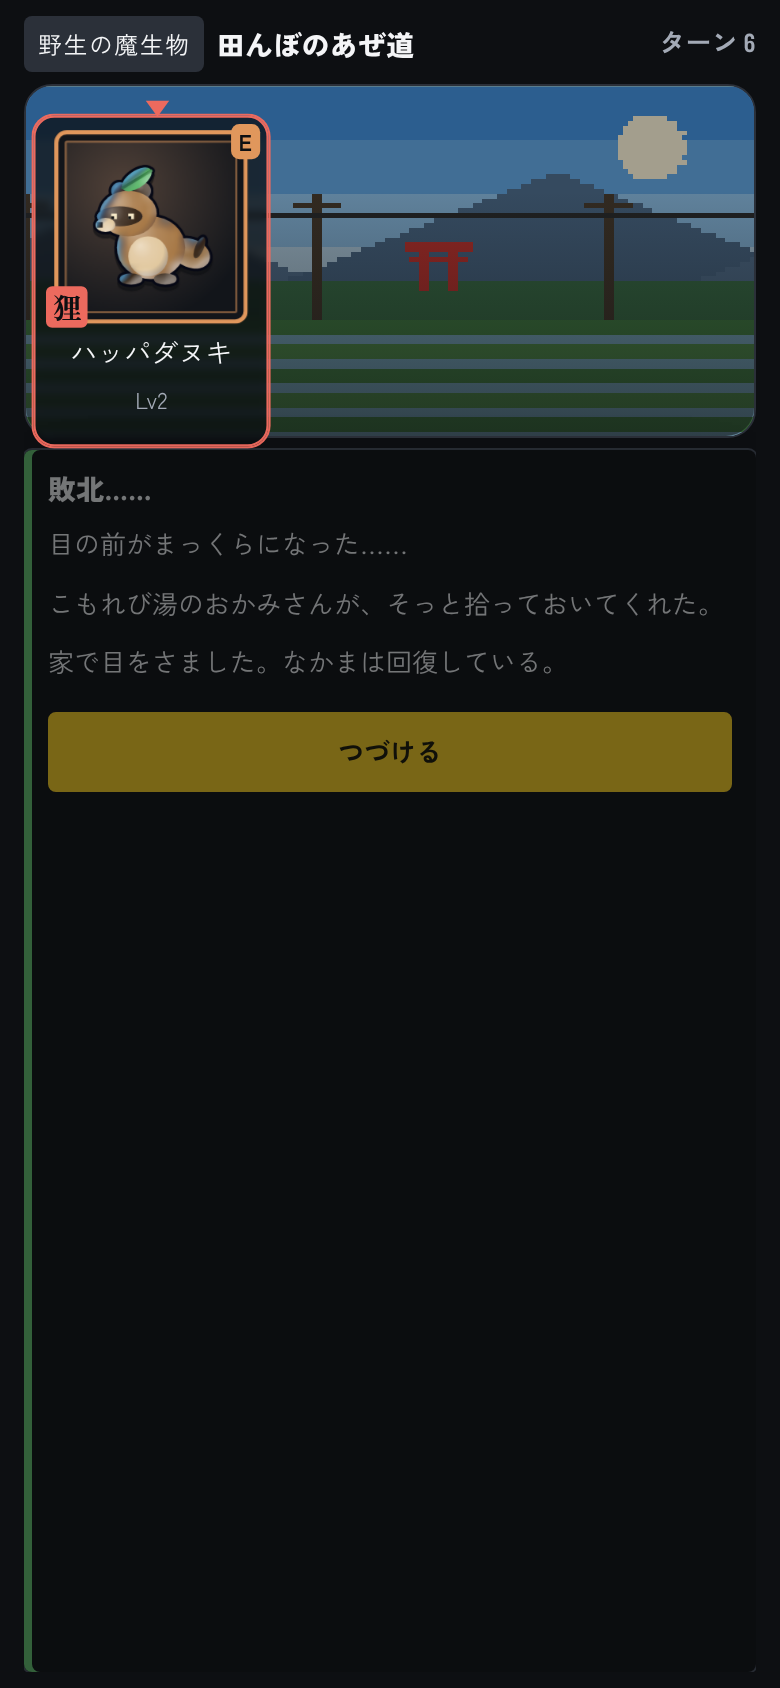 野生の魔生物 田んぼのあぜ道 ターン 6
E
狸
ハッパダヌキ
Lv2
敗北……
目の前がまっくらになった……
こもれび湯のおかみさんが、そっと拾っておいてくれた。
家で目をさました。なかまは回復している。
つづける